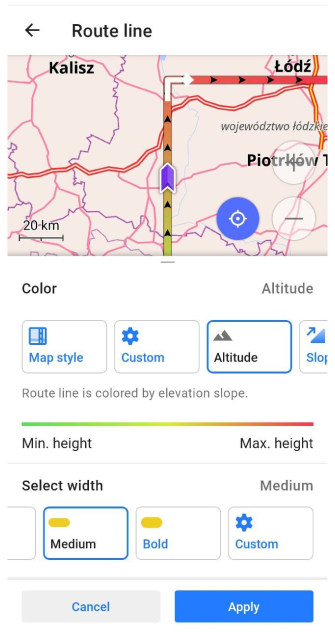 Route line
Kalisz
Łódź
województwo łódzkie
Piotrków T
20 km
Color
Altitude
Map style
Custom
Altitude
Slop
Route line is colored by elevation slope.
Min. height
Max. height
Select width
Medium
Medium
Bold
Custom
Cancel
Apply